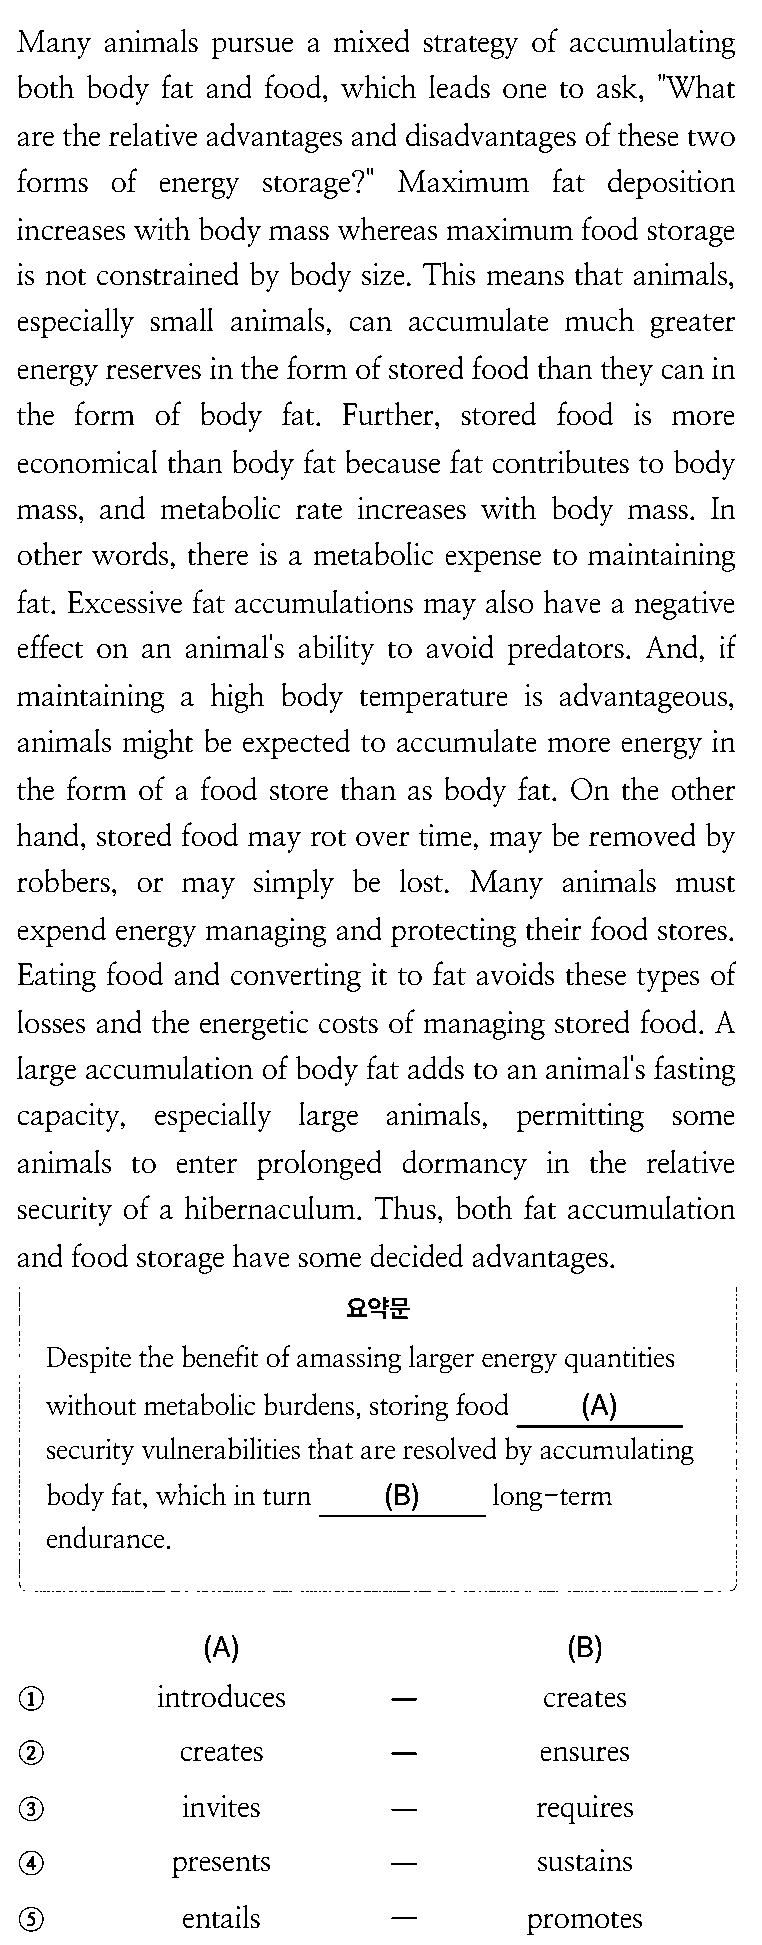 Many animals pursue a mixed strategy of accumulating
both body fat and food, which leads one to ask, "What
are the relative advantages and disadvantages of these two
forms of energy storage?" Maximum fat deposition
increases with body mass whereas maximum food storage
is not constrained by body size. This means that animals,
especially small animals, can accumulate much greater
energy reserves in the form of stored food than they can in
the form of body fat. Further, stored food is more
economical than body fat because fat contributes to body
mass, and metabolic rate increases with body mass. In
other words, there is a metabolic expense to maintaining
fat. Excessive fat accumulations may also have a negative
effect on an animal's ability to avoid predators. And, if
maintaining a high body temperature is advantageous,
animals might be expected to accumulate more energy in
the form of a food store than as body fat. On the other
hand, stored food may rot over time, may be removed by
robbers, or may simply be lost. Many animals must
expend energy managing and protecting their food stores.
Eating food and converting it to fat avoids these types of
losses and the energetic costs of managing stored food. A
large accumulation of body fat adds to an animal's fasting
capacity, especially large animals, permitting some
animals to enter prolonged dormancy in the relative
security of a hibernaculum. Thus, both fat accumulation
and food storage have some decided advantages.
요약문
Despite the benefit of amassing larger energy quantities
without metabolic burdens, storing food (A)
security vulnerabilities that are resolved by accumulating
body fat, which in turn (B) long-term
endurance.
(A) (B)
① introduces — creates
② creates — ensures
③ invites — requires
④ presents — sustains
⑤ entails — promotes